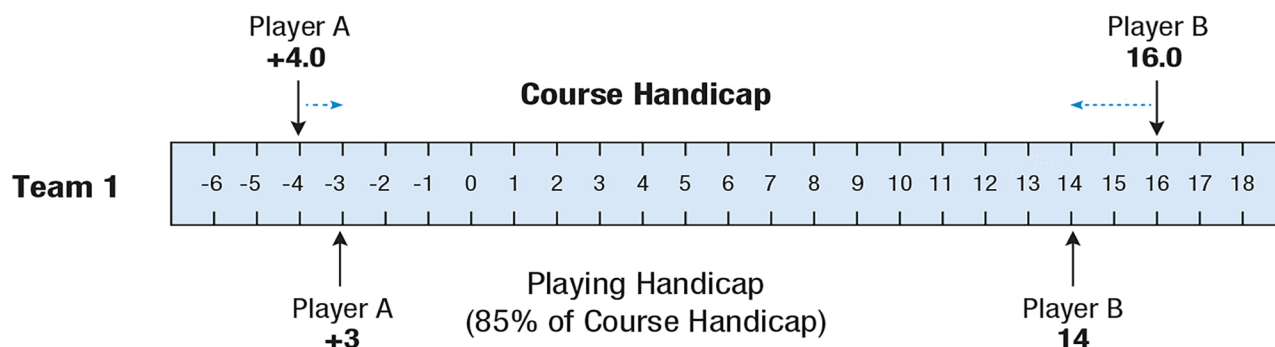 Player A
+4.0
Player B
16.0
Course Handicap
Team 1
-6 -5 -4 -3 -2 -1 0 1 2 3 4 5 6 7 8 9 10 11 12 13 14 15 16 17 18
Player A
+3
Playing Handicap
(85% of Course Handicap)
Player B
14